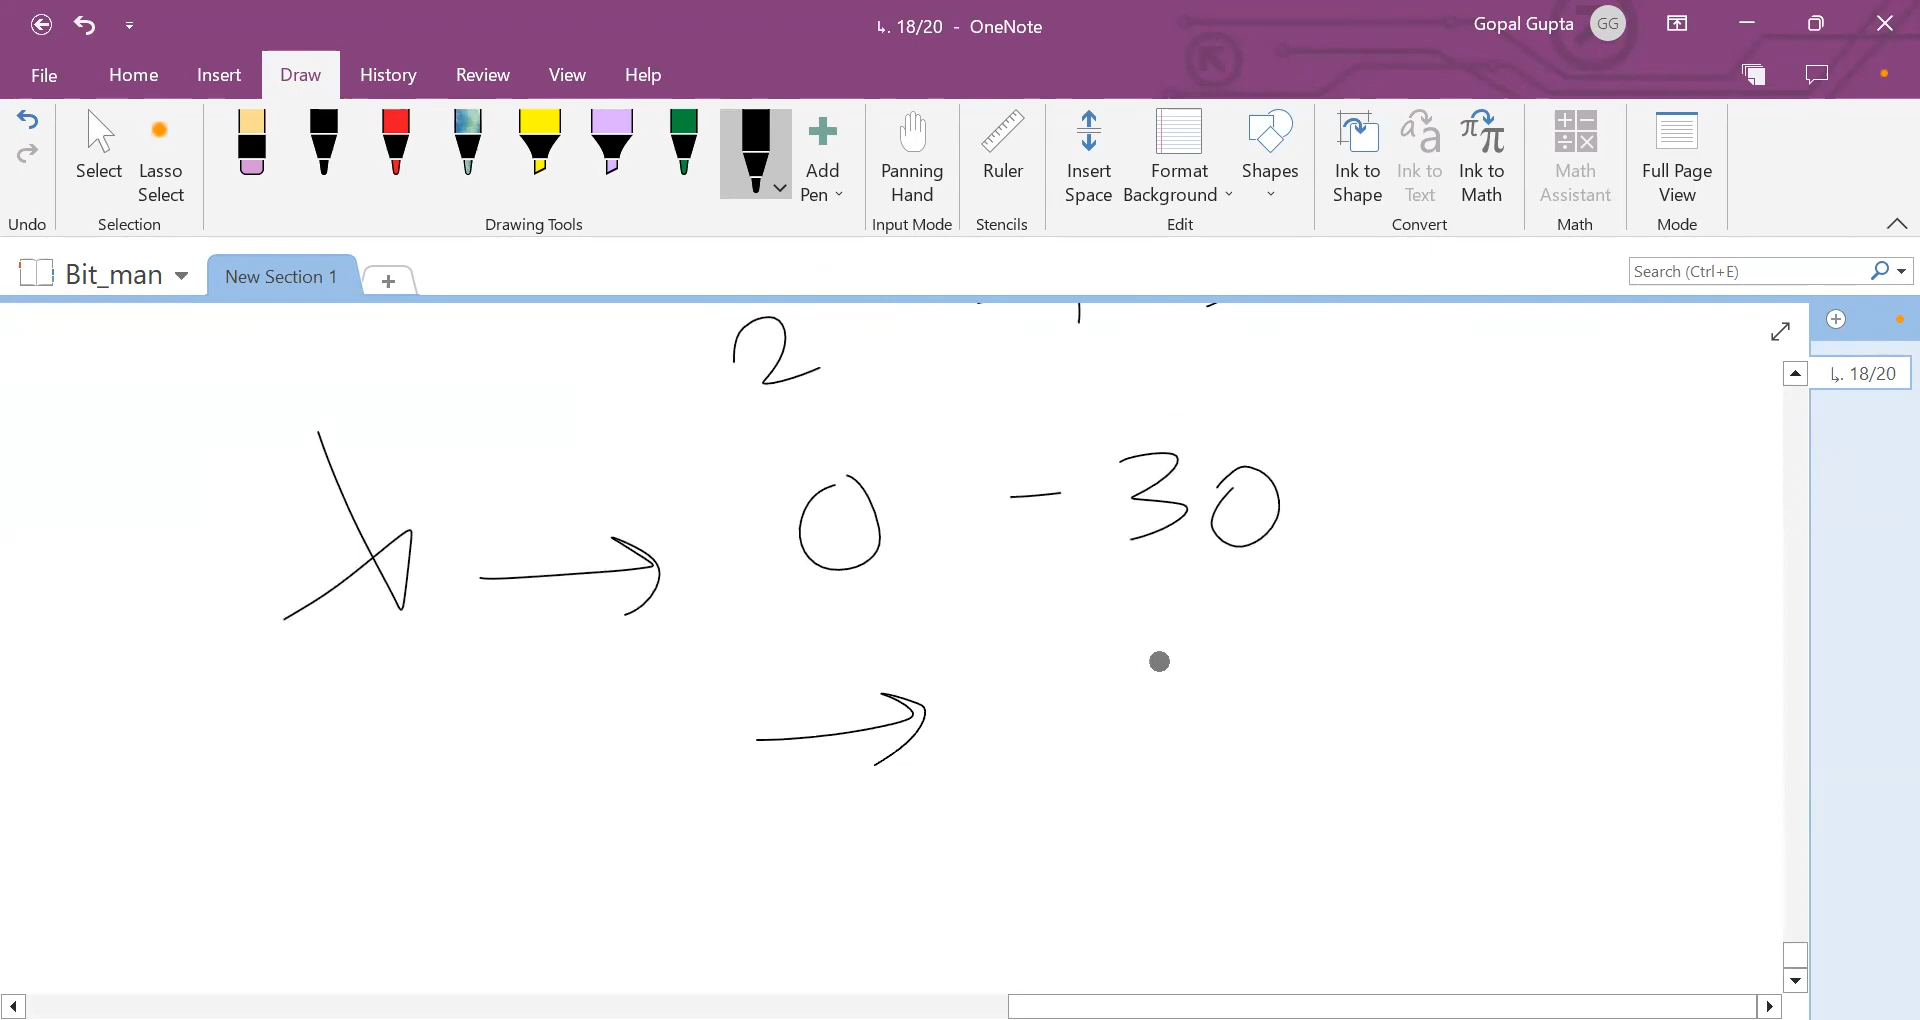 ɿ. 18/20 - OneNote
Gopal Gupta GG
File Home Insert Draw History Review View Help
Select
Lasso Select
Add Pen
Panning Hand
Ruler
Insert Space
Format Background
Shapes
Ink to Shape
Ink to Text
Ink to Math
Math Assistant
Full Page View
Undo Selection Drawing Tools Input Mode Stencils Edit Convert Math Mode
Bit_man New Section 1
Search (Ctrl+E)
18/20
2
0 - 30